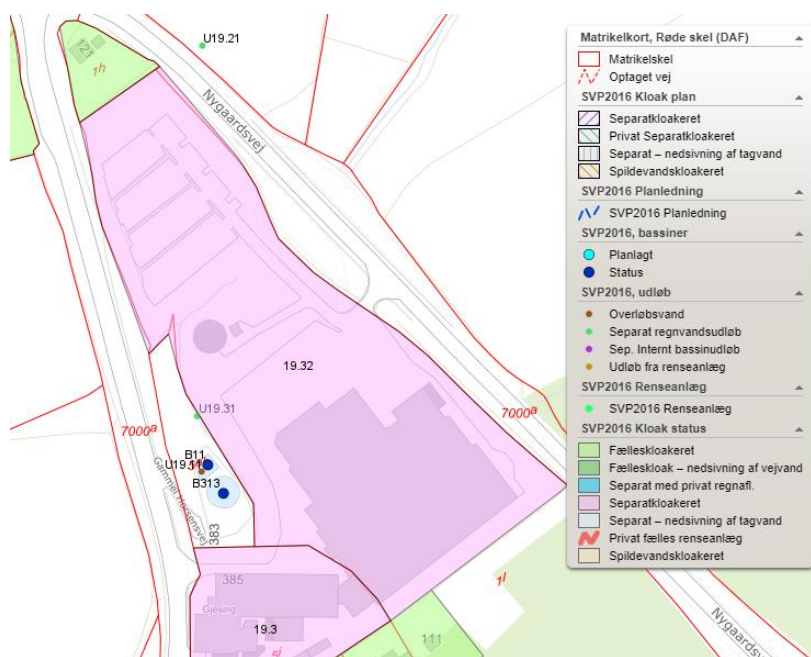 U19.21
121
1h
Nygaardsvej
19.32
U19.31
7000a
7000a
B11
U19.11
B313
Gammel Horsensvej
383
385
Gjesing
19.3
5i
1l
111
Nygaardsvej
Matrikelkort, Røde skel (DAF)
Matrikelskel
Optaget vej
SVP2016 Kloak plan
Separatkloakeret
Privat Separatkloakeret
Separat – nedsivning af tagvand
Spildevandskloakeret
SVP2016 Planledning
SVP2016 Planledning
SVP2016, bassiner
Planlagt
Status
SVP2016, udløb
Overløbsvand
Separat regnvandsudløb
Sep. Internt bassinudløb
Udløb fra renseanlæg
SVP2016 Renseanlæg
SVP2016 Renseanlæg
SVP2016 Kloak status
Fælleskloakeret
Fælleskloak – nedsivning af vejvand
Separat med privat regnafl.
Separatkloakeret
Separat – nedsivning af tagvand
Privat fælles renseanlæg
Spildevandskloakeret